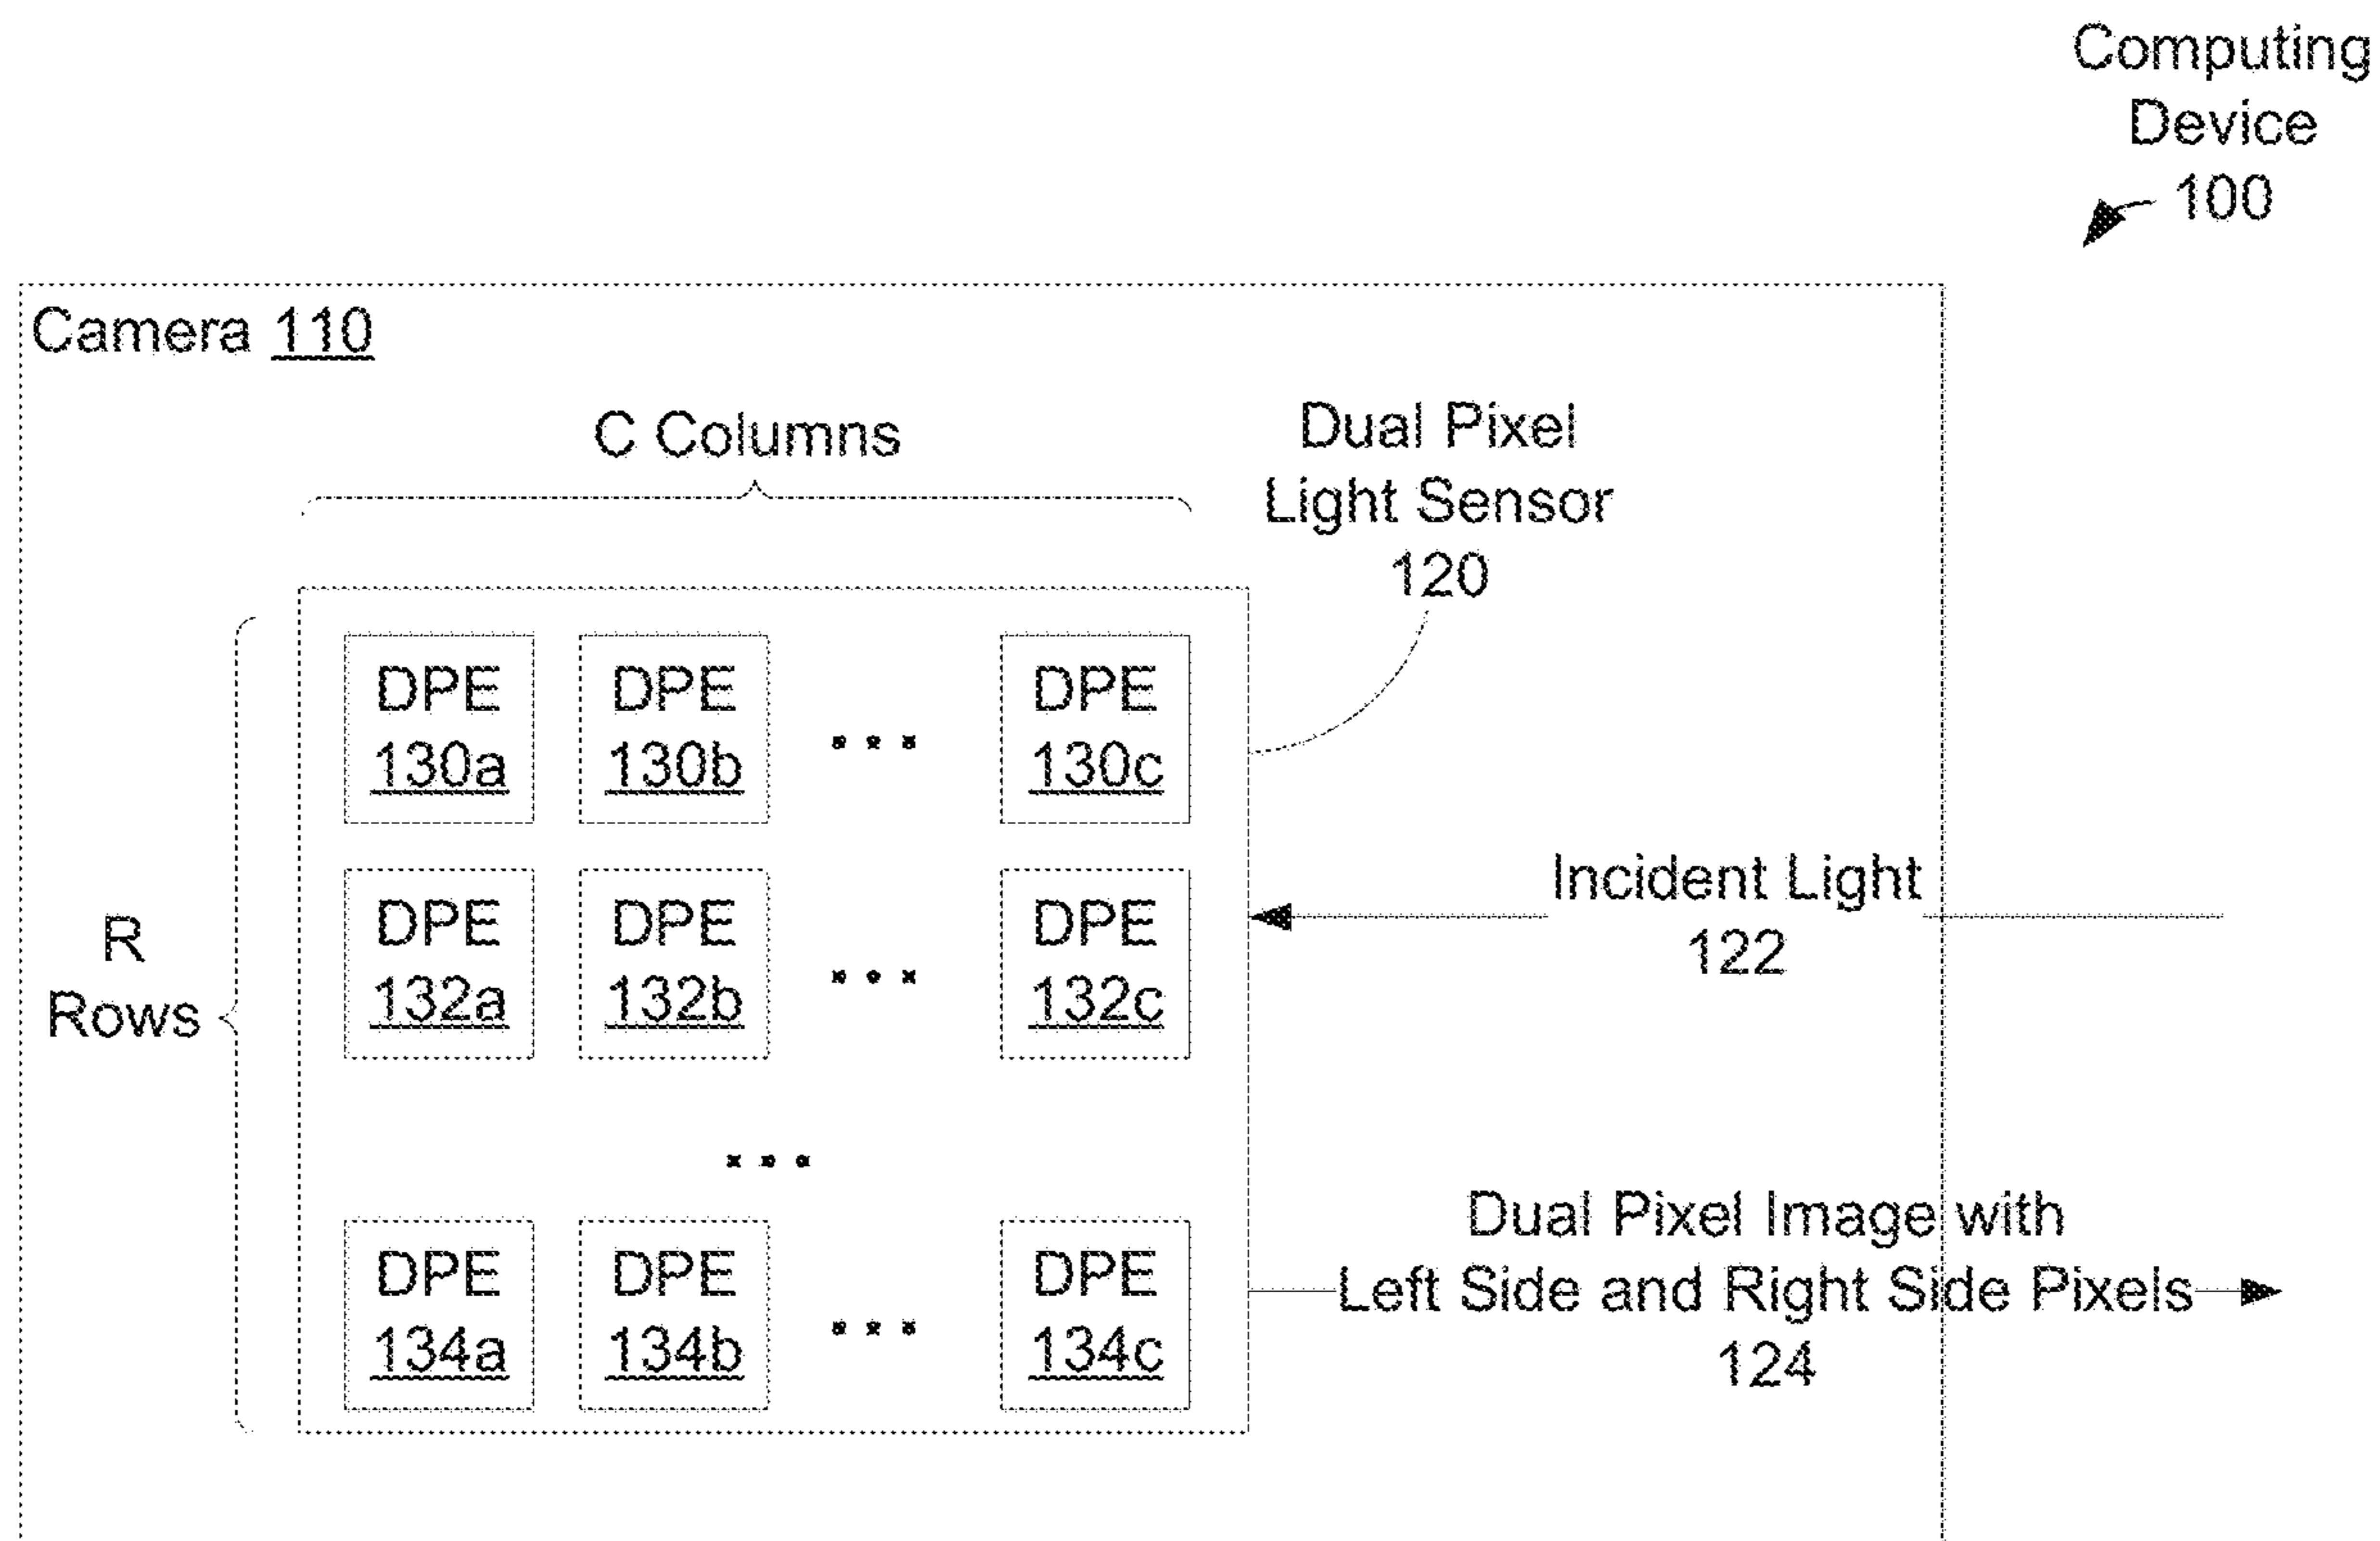 Computing
Device
100
Camera 110
C Columns
Dual Pixel
Light Sensor
120
R
Rows
DPE
130a
DPE
130b
...
DPE
130c
DPE
132a
DPE
132b
...
DPE
132c
Incident Light
122
...
DPE
134a
DPE
134b
...
DPE
134c
Dual Pixel Image with
Left Side and Right Side Pixels
124